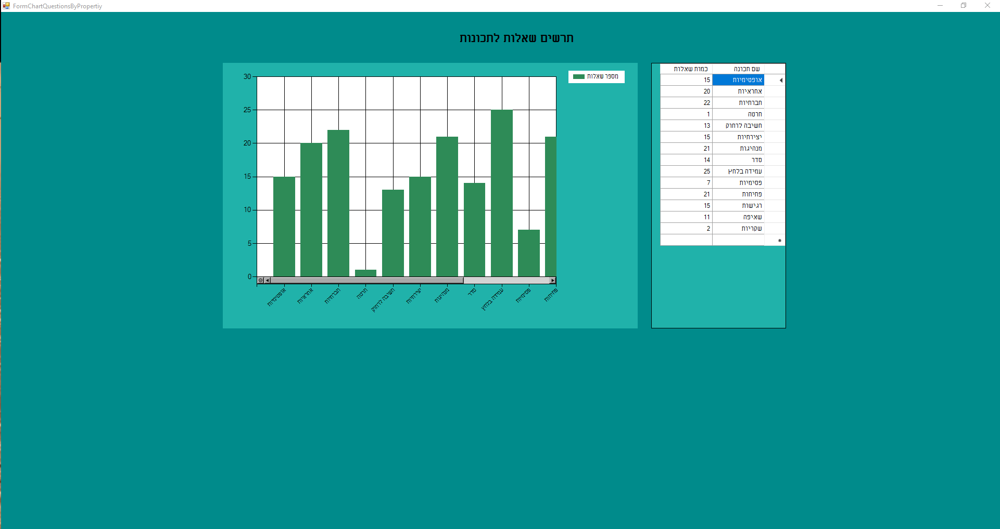 FormChartQuestionsByPropertiy
תרשים שאלות לתכונות
מספר שאלות
30
25
20
15
10
5
0
אופטימיות
אחראיות
חברתיות
חרטה
חשיבה לרחוק
יצירתיות
מנהיגות
סדר
עמידה בלחץ
פסימיות
פתיחות
שם תכונה כמות שאלות
אופטימיות 15
אחראיות 20
חברתיות 22
חרטה 1
חשיבה לרחוק 13
יצירתיות 15
מנהיגות 21
סדר 14
עמידה בלחץ 25
פסימיות 7
פתיחות 21
רגישות 15
שאיפה 11
שקריות 2